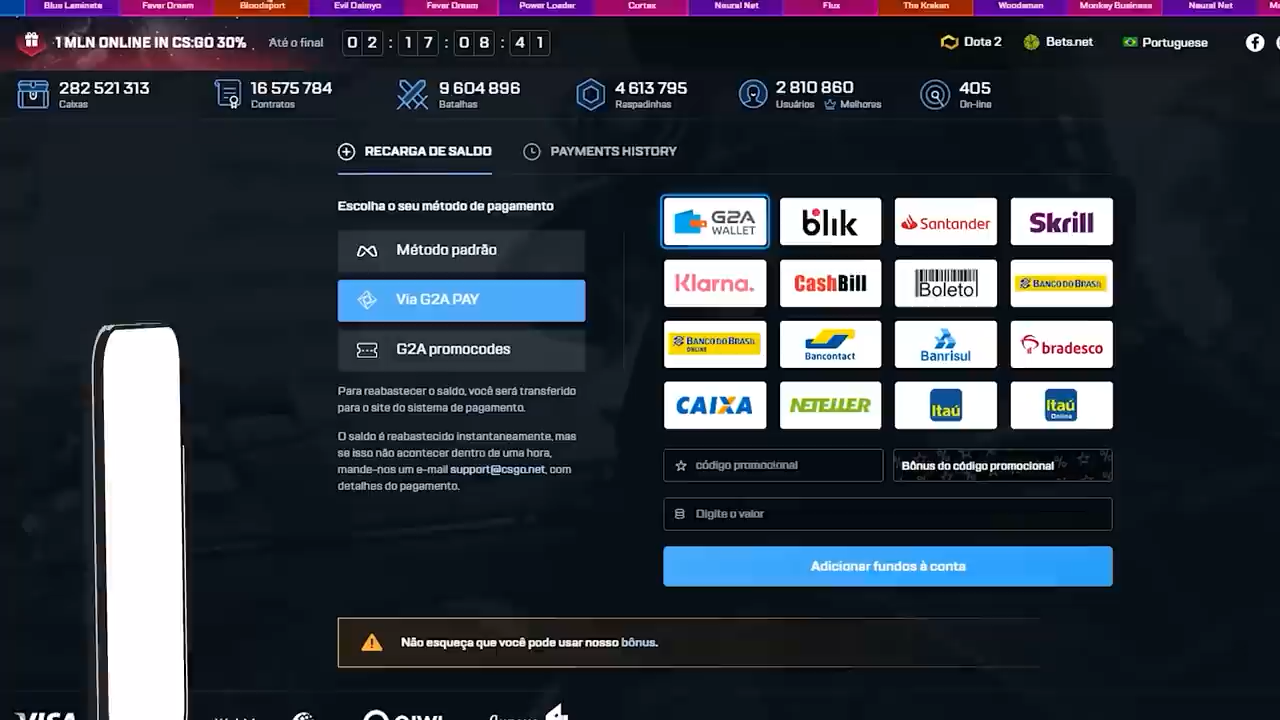 Blue Laminate Fever Dream Bloodsport Evil Daimyo Fever Dream Power Loader Cortex Neural Net Flux The Kraken Woodsman Monkey Business Neural Net
1 MLN ONLINE IN CS:GO 30% Até o final 02:17:08:41 Dota 2 Bets.net Portuguese
282 521 313 16 575 784 9 604 896 4 613 795 2 810 860 405
Caixas Contratos Batalhas Raspadinhas Usuários Melhores On-line
RECARGA DE SALDO PAYMENTS HISTORY
Escolha o seu método de pagamento
Método padrão
Via G2A PAY
G2A promocodes
Para reabastecer o saldo, você será transferido
para o site do sistema de pagamento.
O saldo é reabastecido instantaneamente, mas
se isso não acontecer dentro de uma hora,
mande-nos um e-mail support@csgo.net, com
detalhes do pagamento.
G2A WALLET blik Santander Skrill
Klarna. CashBill Boleto BANCO DO BRASIL
BANCO DO BRASIL ONLINE Bancontact Banrisul bradesco
CAIXA NETELLER Itaú Itaú Online
código promocional Bônus do código promocional
Digite o valor
Adicionar fundos à conta
Não esqueça que você pode usar nosso bônus.
VISA QIWI